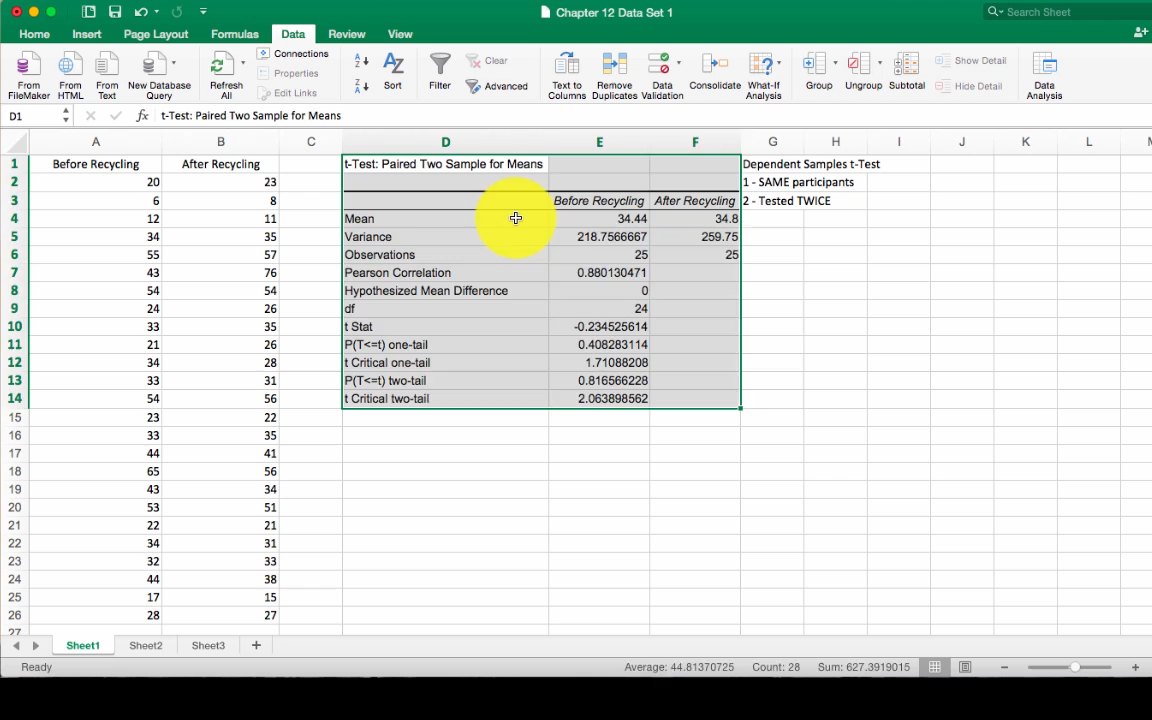 Chapter 12 Data Set 1
Search Sheet
Home Insert Page Layout Formulas Data Review View
From FileMaker
From HTML
From Text
New Database Query
Refresh All
Connections
Properties
Edit Links
Sort
Filter
Clear
Advanced
Text to Columns
Remove Duplicates
Data Validation
Consolidate
What-If Analysis
Group
Ungroup
Subtotal
Show Detail
Hide Detail
Data Analysis
D1 fx t-Test: Paired Two Sample for Means
A B C D E F G H I J K L M
1 Before Recycling After Recycling t-Test: Paired Two Sample for Means Dependent Samples t-Test
2 20 23 1 - SAME participants
3 6 8 Before Recycling After Recycling 2 - Tested TWICE
4 12 11 Mean 34.44 34.8
5 34 35 Variance 218.7566667 259.75
6 55 57 Observations 25 25
7 43 76 Pearson Correlation 0.880130471
8 54 54 Hypothesized Mean Difference 0
9 24 26 df 24
10 33 35 t Stat -0.234525614
11 21 26 P(T<=t) one-tail 0.408283114
12 34 28 t Critical one-tail 1.71088208
13 33 31 P(T<=t) two-tail 0.816566228
14 54 56 t Critical two-tail 2.063898562
15 23 22
16 33 35
17 44 41
18 65 56
19 43 34
20 53 51
21 22 21
22 34 31
23 32 33
24 44 38
25 17 15
26 28 27
27
Sheet1 Sheet2 Sheet3 +
Ready Average: 44.81370725 Count: 28 Sum: 627.3919015